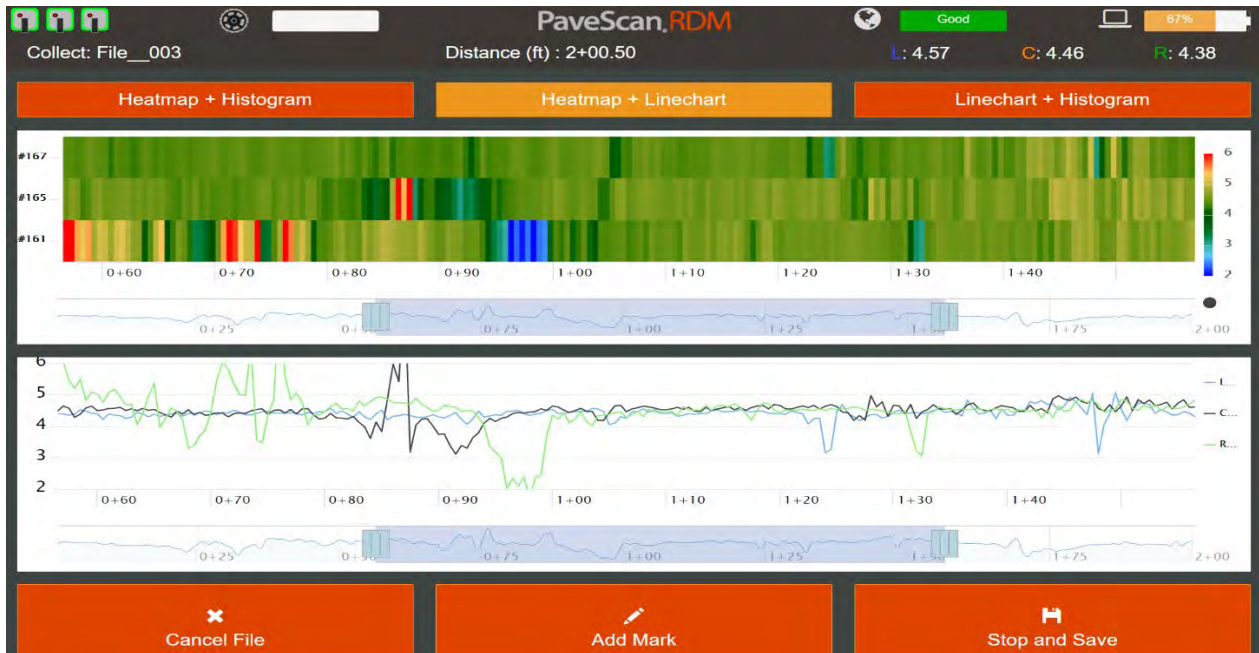 PaveScan.RDM
Good
67%
Collect: File__003
Distance (ft) : 2+00.50
L: 4.57
C: 4.46
R: 4.38
Heatmap + Histogram
Heatmap + Linechart
Linechart + Histogram
#167
#165
#161
6
5
4
3
2
0+60 0+70 0+80 0+90 1+00 1+10 1+20 1+30 1+40
0+25 0+75 1+00 1+25 1+75 2+00
6
5
4
3
2
L...
C...
R...
0+60 0+70 0+80 0+90 1+00 1+10 1+20 1+30 1+40
0+25 0+75 1+00 1+25 1+75 2+00
Cancel File
Add Mark
Stop and Save